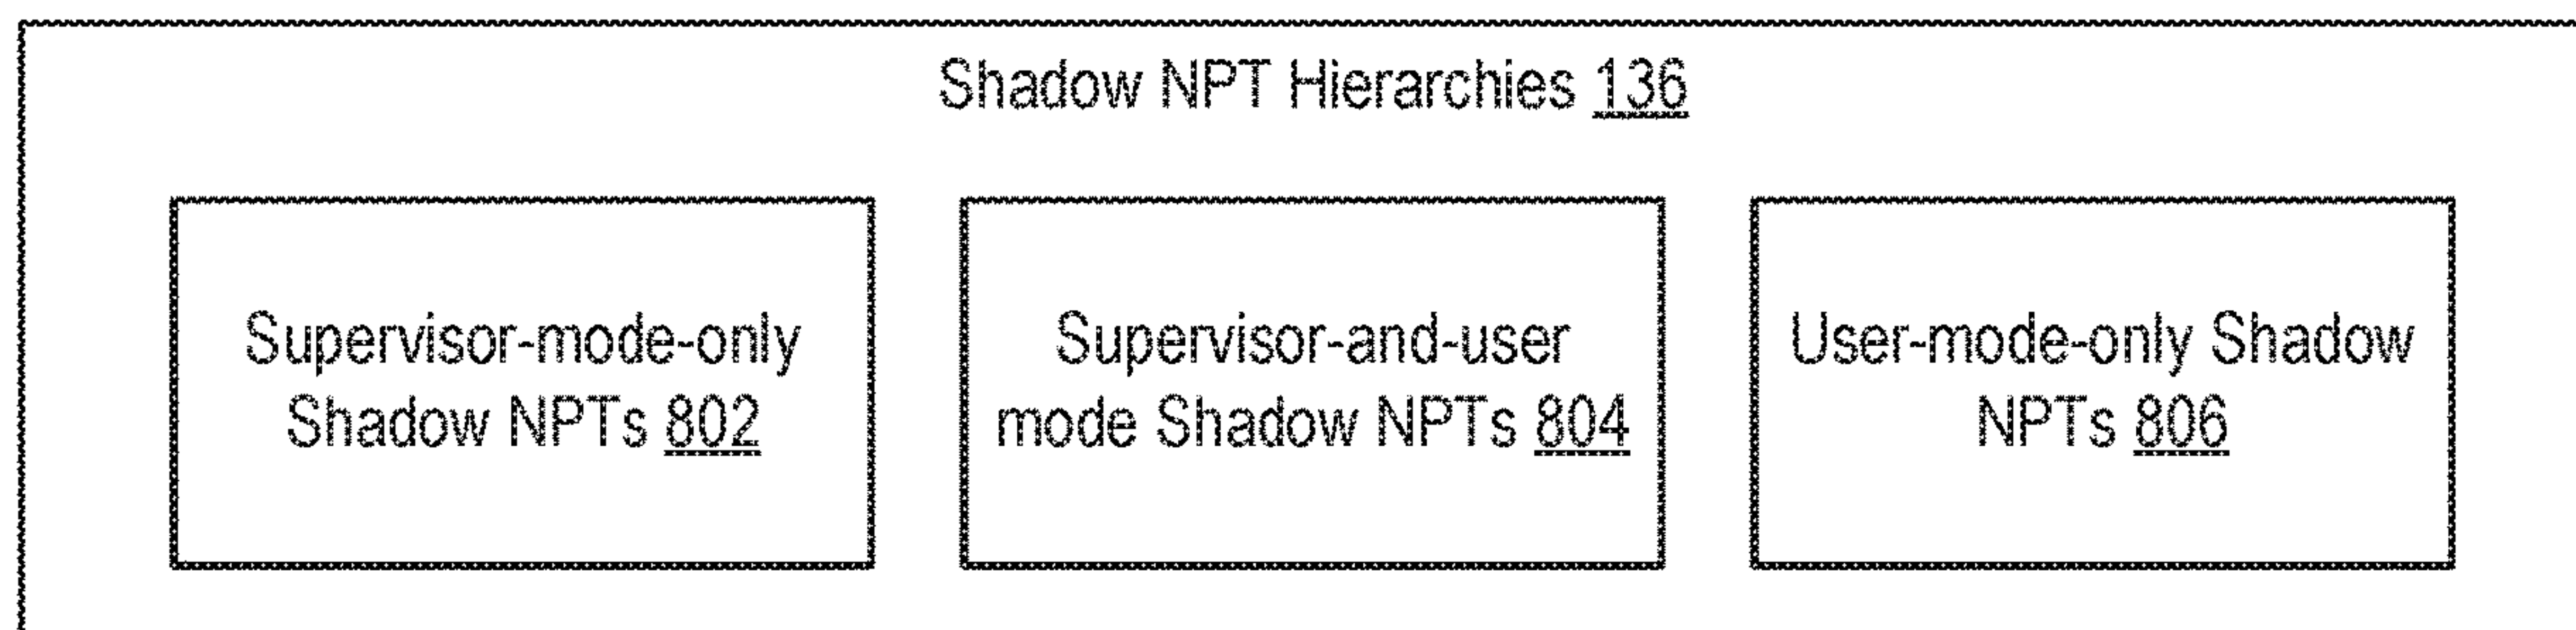 Shadow NPT Hierarchies 136
Supervisor-mode-only
Shadow NPTs 802
Supervisor-and-user
mode Shadow NPTs 804
User-mode-only Shadow
NPTs 806